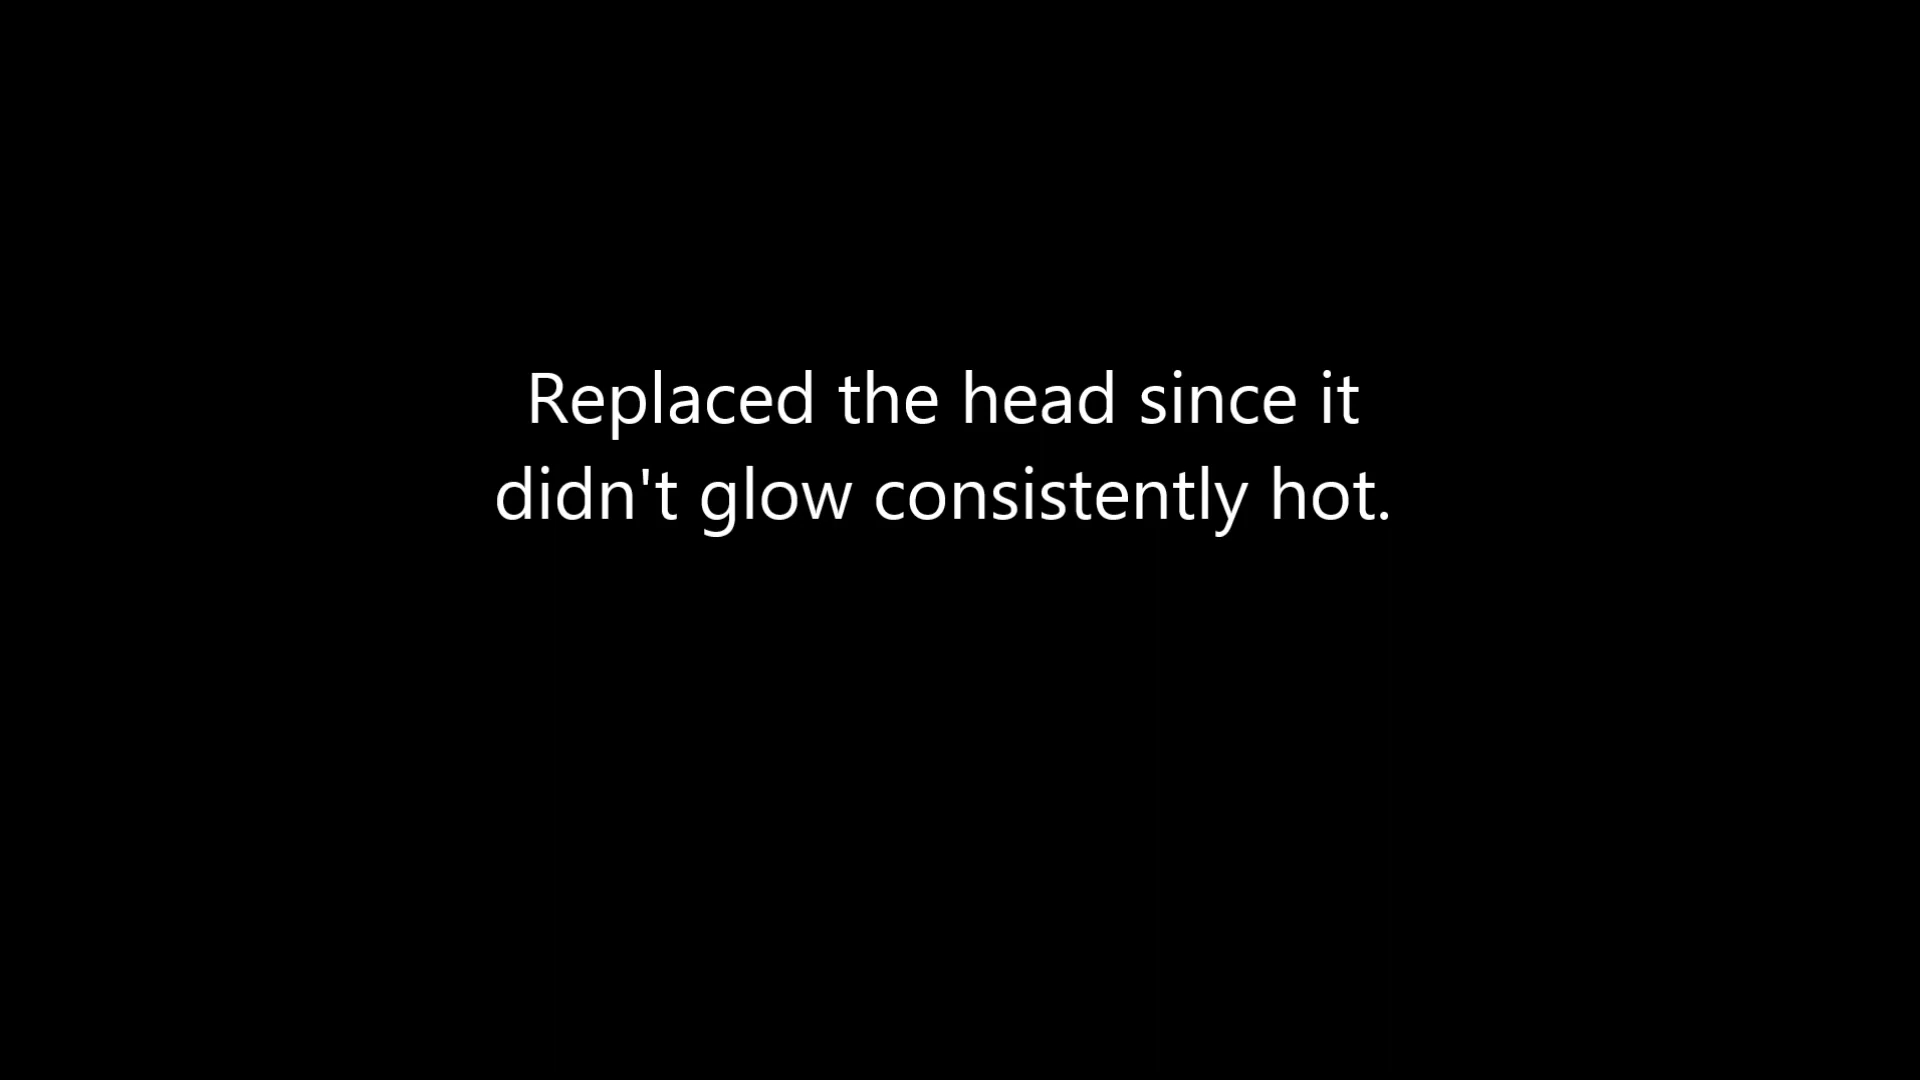 Replaced the head since it
didn't glow consistently hot.